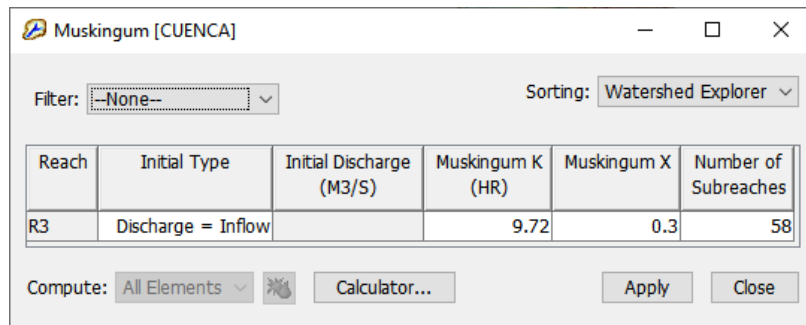 Muskingum [CUENCA]
Filter: --None--
Sorting: Watershed Explorer
Reach Initial Type Initial Discharge Muskingum K Muskingum X Number of
(M3/S) (HR) Subreaches
R3 Discharge = Inflow 9.72 0.3 58
Compute: All Elements Calculator... Apply Close